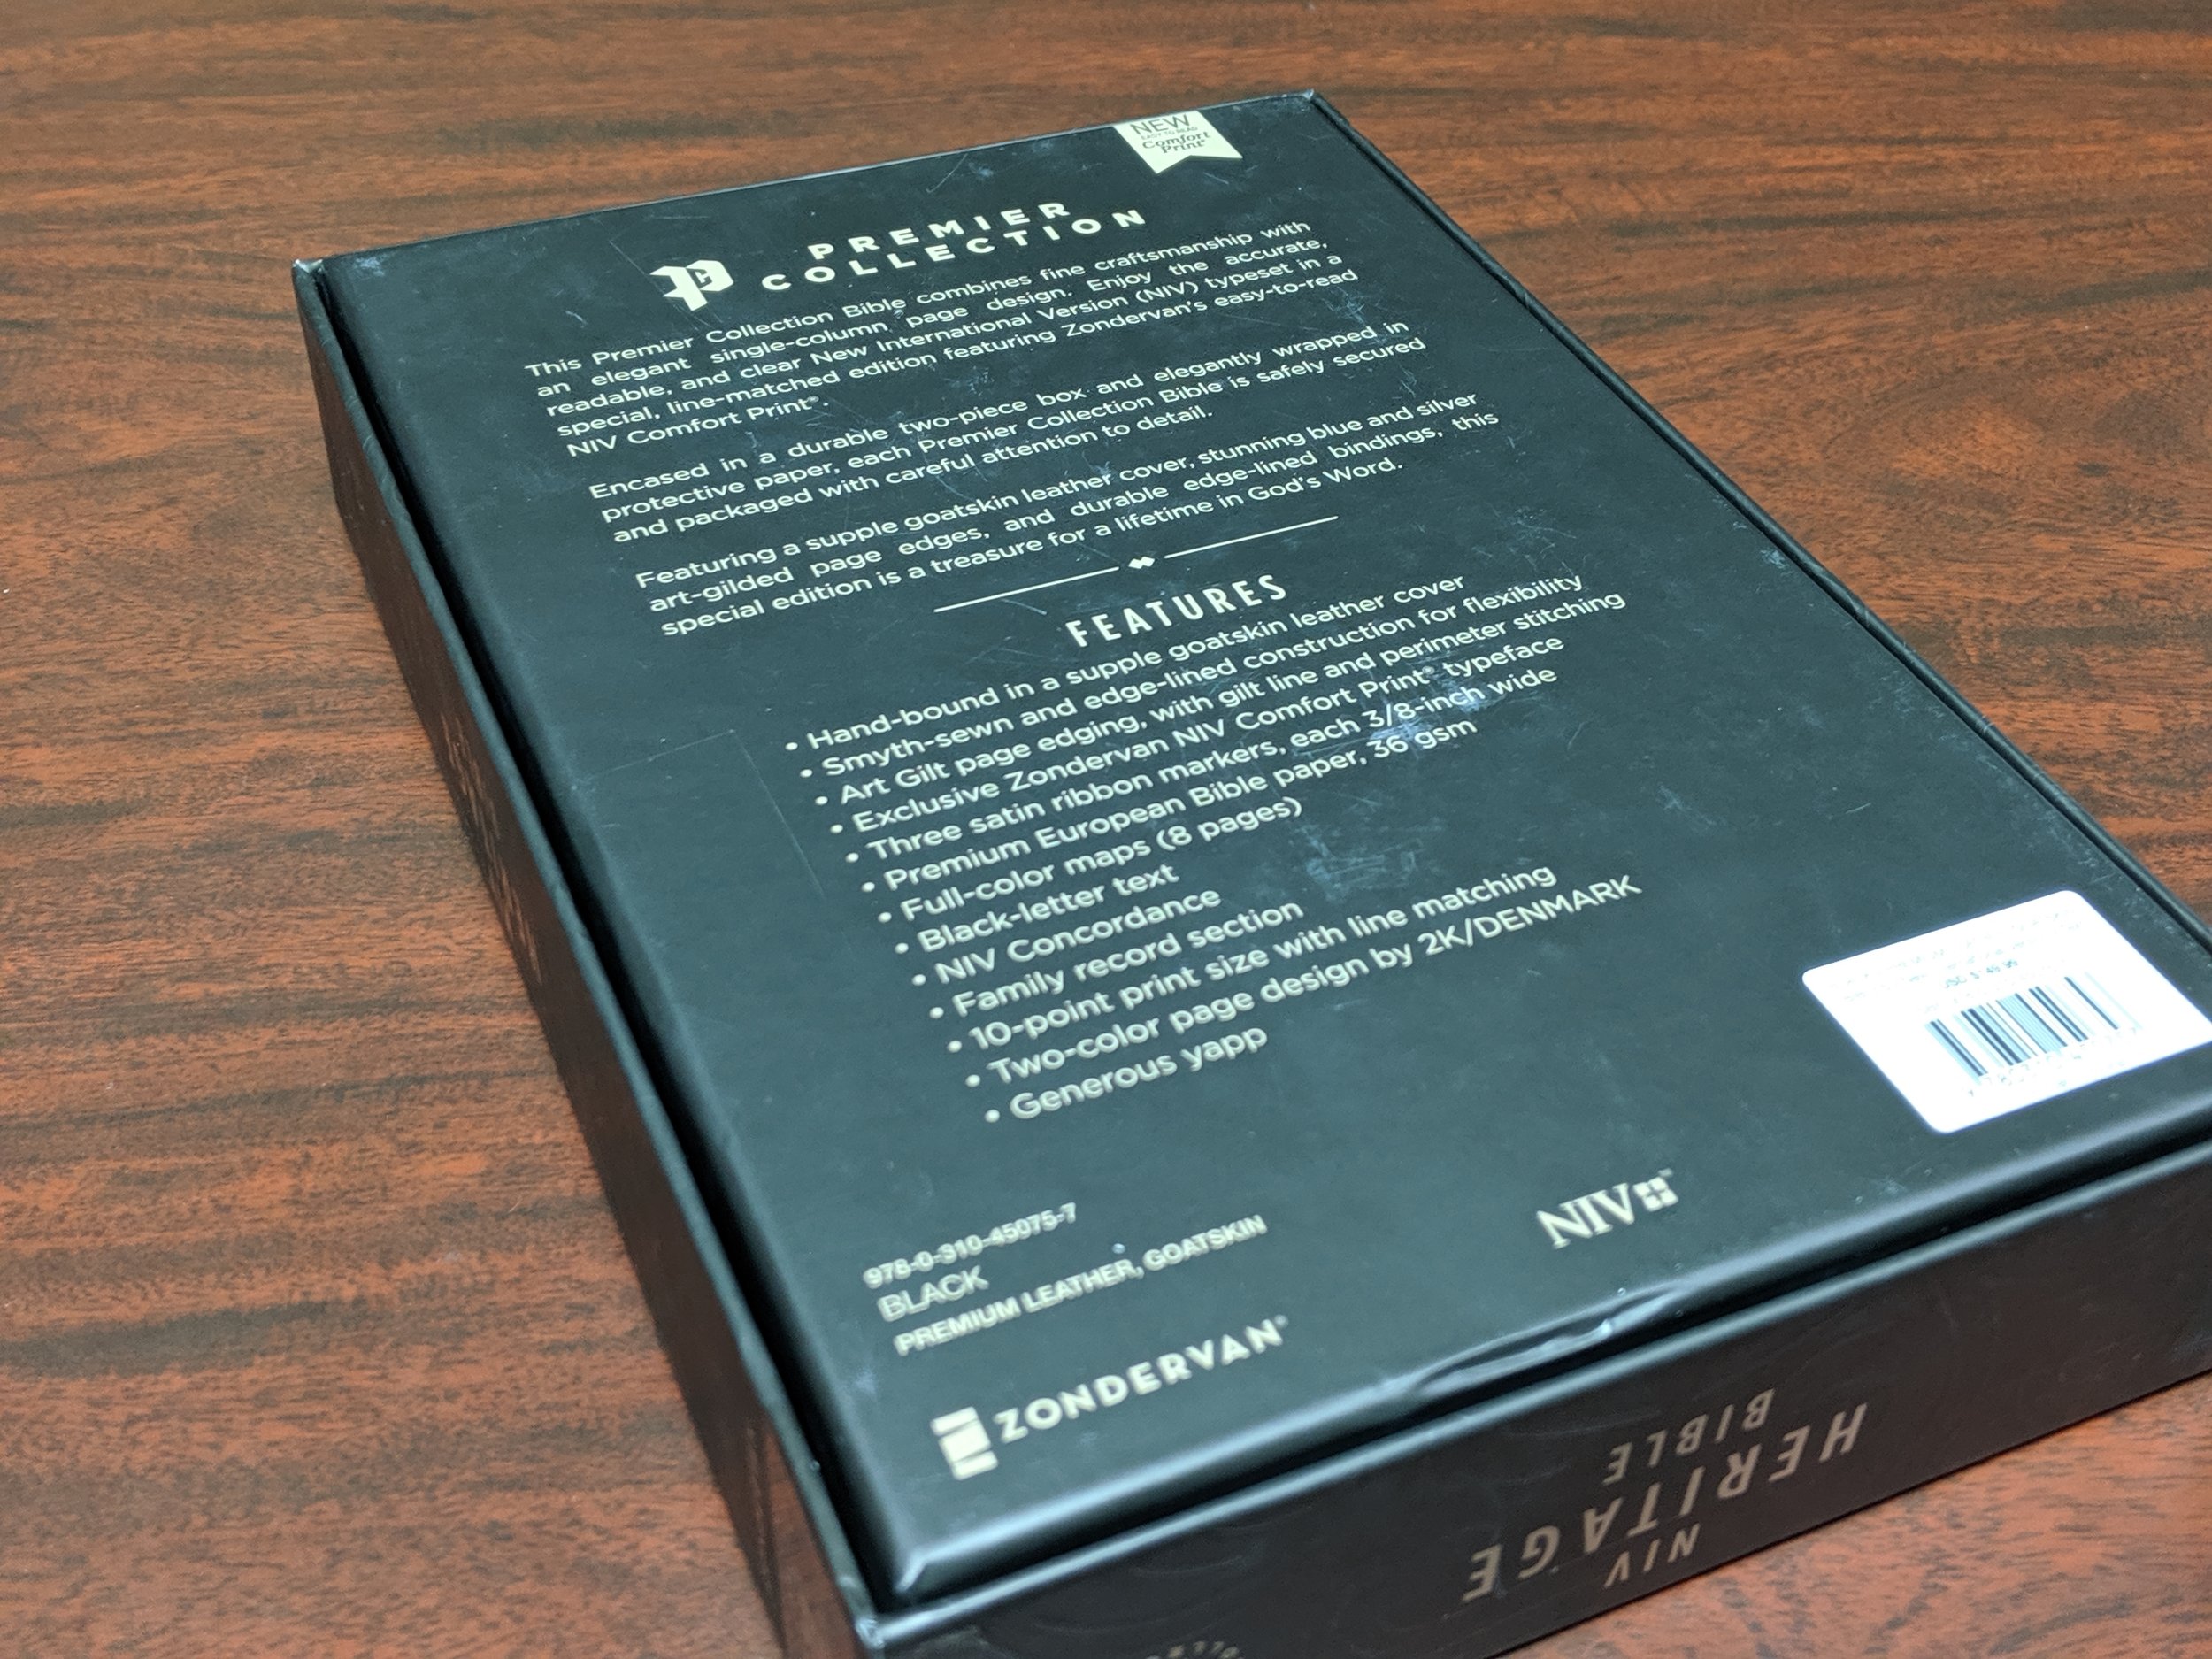 NEW
EASY TO READ
Comfort
Print®
PREMIER
COLLECTION
This Premier Collection Bible combines fine craftsmanship with
an elegant single-column page design. Enjoy the accurate,
readable, and clear New International Version (NIV) typeset in a
special, line-matched edition featuring Zondervan's easy-to-read
NIV Comfort Print®.
Encased in a durable two-piece box and elegantly wrapped in
protective paper, each Premier Collection Bible is safely secured
and packaged with careful attention to detail.
Featuring a supple goatskin leather cover, stunning blue and silver
art-gilded page edges, and durable edge-lined bindings, this
special edition is a treasure for a lifetime in God's Word.
FEATURES
• Hand-bound in a supple goatskin leather cover
• Smyth-sewn and edge-lined construction for flexibility
• Art Gilt page edging, with gilt line and perimeter stitching
• Exclusive Zondervan NIV Comfort Print® typeface
• Three satin ribbon markers, each 3/8-inch wide
• Premium European Bible paper, 36 gsm
• Full-color maps (8 pages)
• Black-letter text
• NIV Concordance
• Family record section
• 10-point print size with line matching
• Two-color page design by 2K/DENMARK
• Generous yapp
978-0-310-45075-7
BLACK
PREMIUM LEATHER, GOATSKIN
NIV
ZONDERVAN®
NIV
HERITAGE
BIBLE